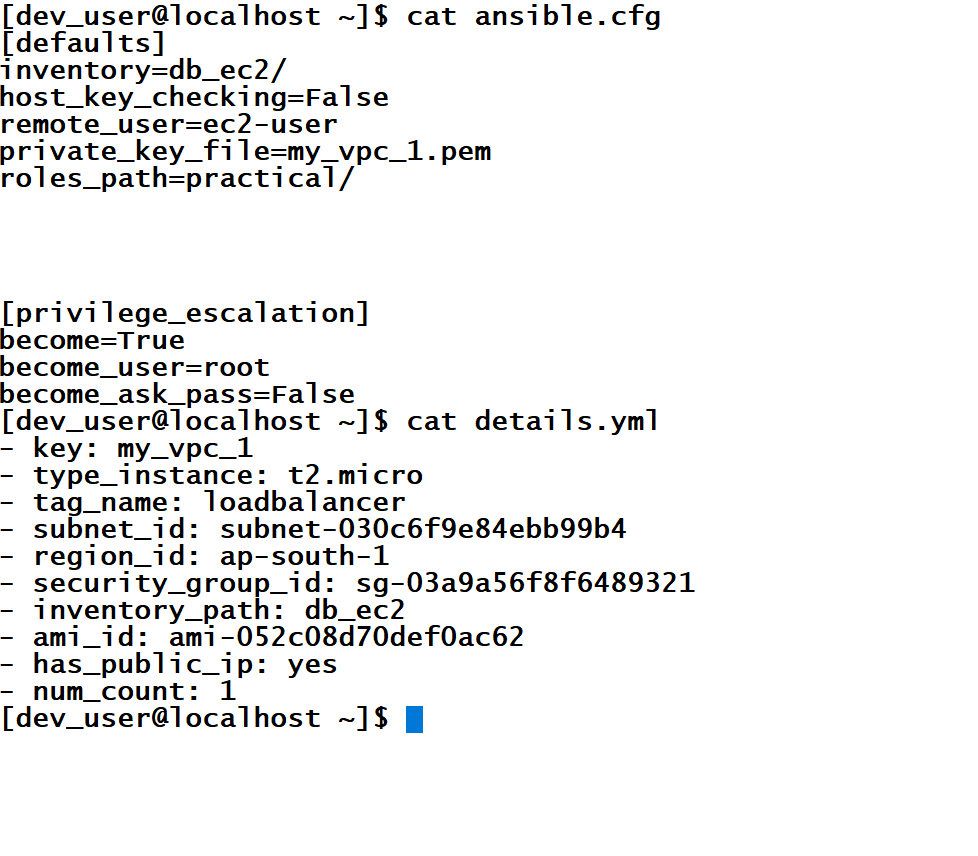 [dev_user@localhost ~]$ cat ansible.cfg
[defaults]
inventory=db_ec2/
host_key_checking=False
remote_user=ec2-user
private_key_file=my_vpc_1.pem
roles_path=practical/
[privilege_escalation]
become=True
become_user=root
become_ask_pass=False
[dev_user@localhost ~]$ cat details.yml
- key: my_vpc_1
- type_instance: t2.micro
- tag_name: loadbalancer
- subnet_id: subnet-030c6f9e84ebb99b4
- region_id: ap-south-1
- security_group_id: sg-03a9a56f8f6489321
- inventory_path: db_ec2
- ami_id: ami-052c08d70def0ac62
- has_public_ip: yes
- num_count: 1
[dev_user@localhost ~]$